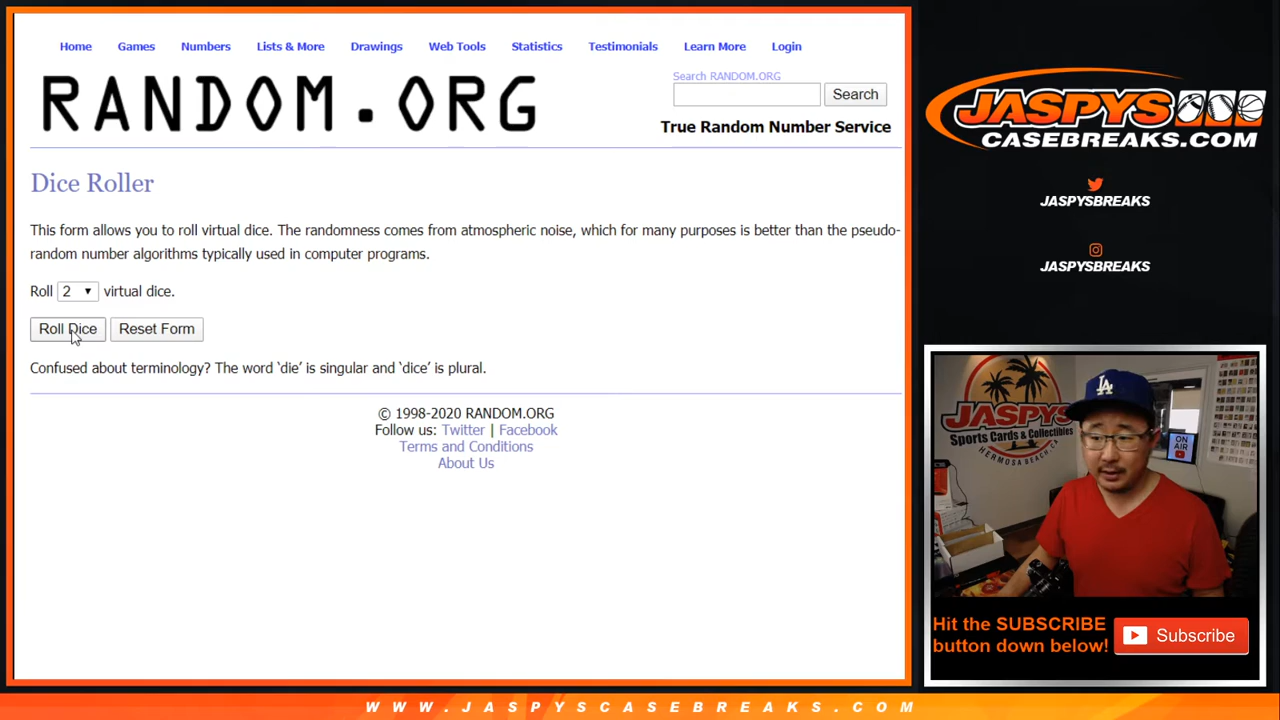 Home Games Numbers Lists & More Drawings Web Tools Statistics Testimonials Learn More Login
RANDOM.ORG
Search RANDOM.ORG
Search
True Random Number Service
Dice Roller
This form allows you to roll virtual dice. The randomness comes from atmospheric noise, which for many purposes is better than the pseudo-
random number algorithms typically used in computer programs.
Roll 2 virtual dice.
Roll Dice Reset Form
Confused about terminology? The word ‘die’ is singular and ‘dice’ is plural.
© 1998-2020 RANDOM.ORG
Follow us: Twitter | Facebook
Terms and Conditions
About Us
JASPYS
CASEBREAKS.COM
JASPYSBREAKS
JASPYSBREAKS
JASPYS
Sports Cards & Collectibles
HERMOSA BEACH, CA
LA
ON
AIR
Hit the SUBSCRIBE
button down below!
Subscribe
WWW.JASPYSCASEBREAKS.COM